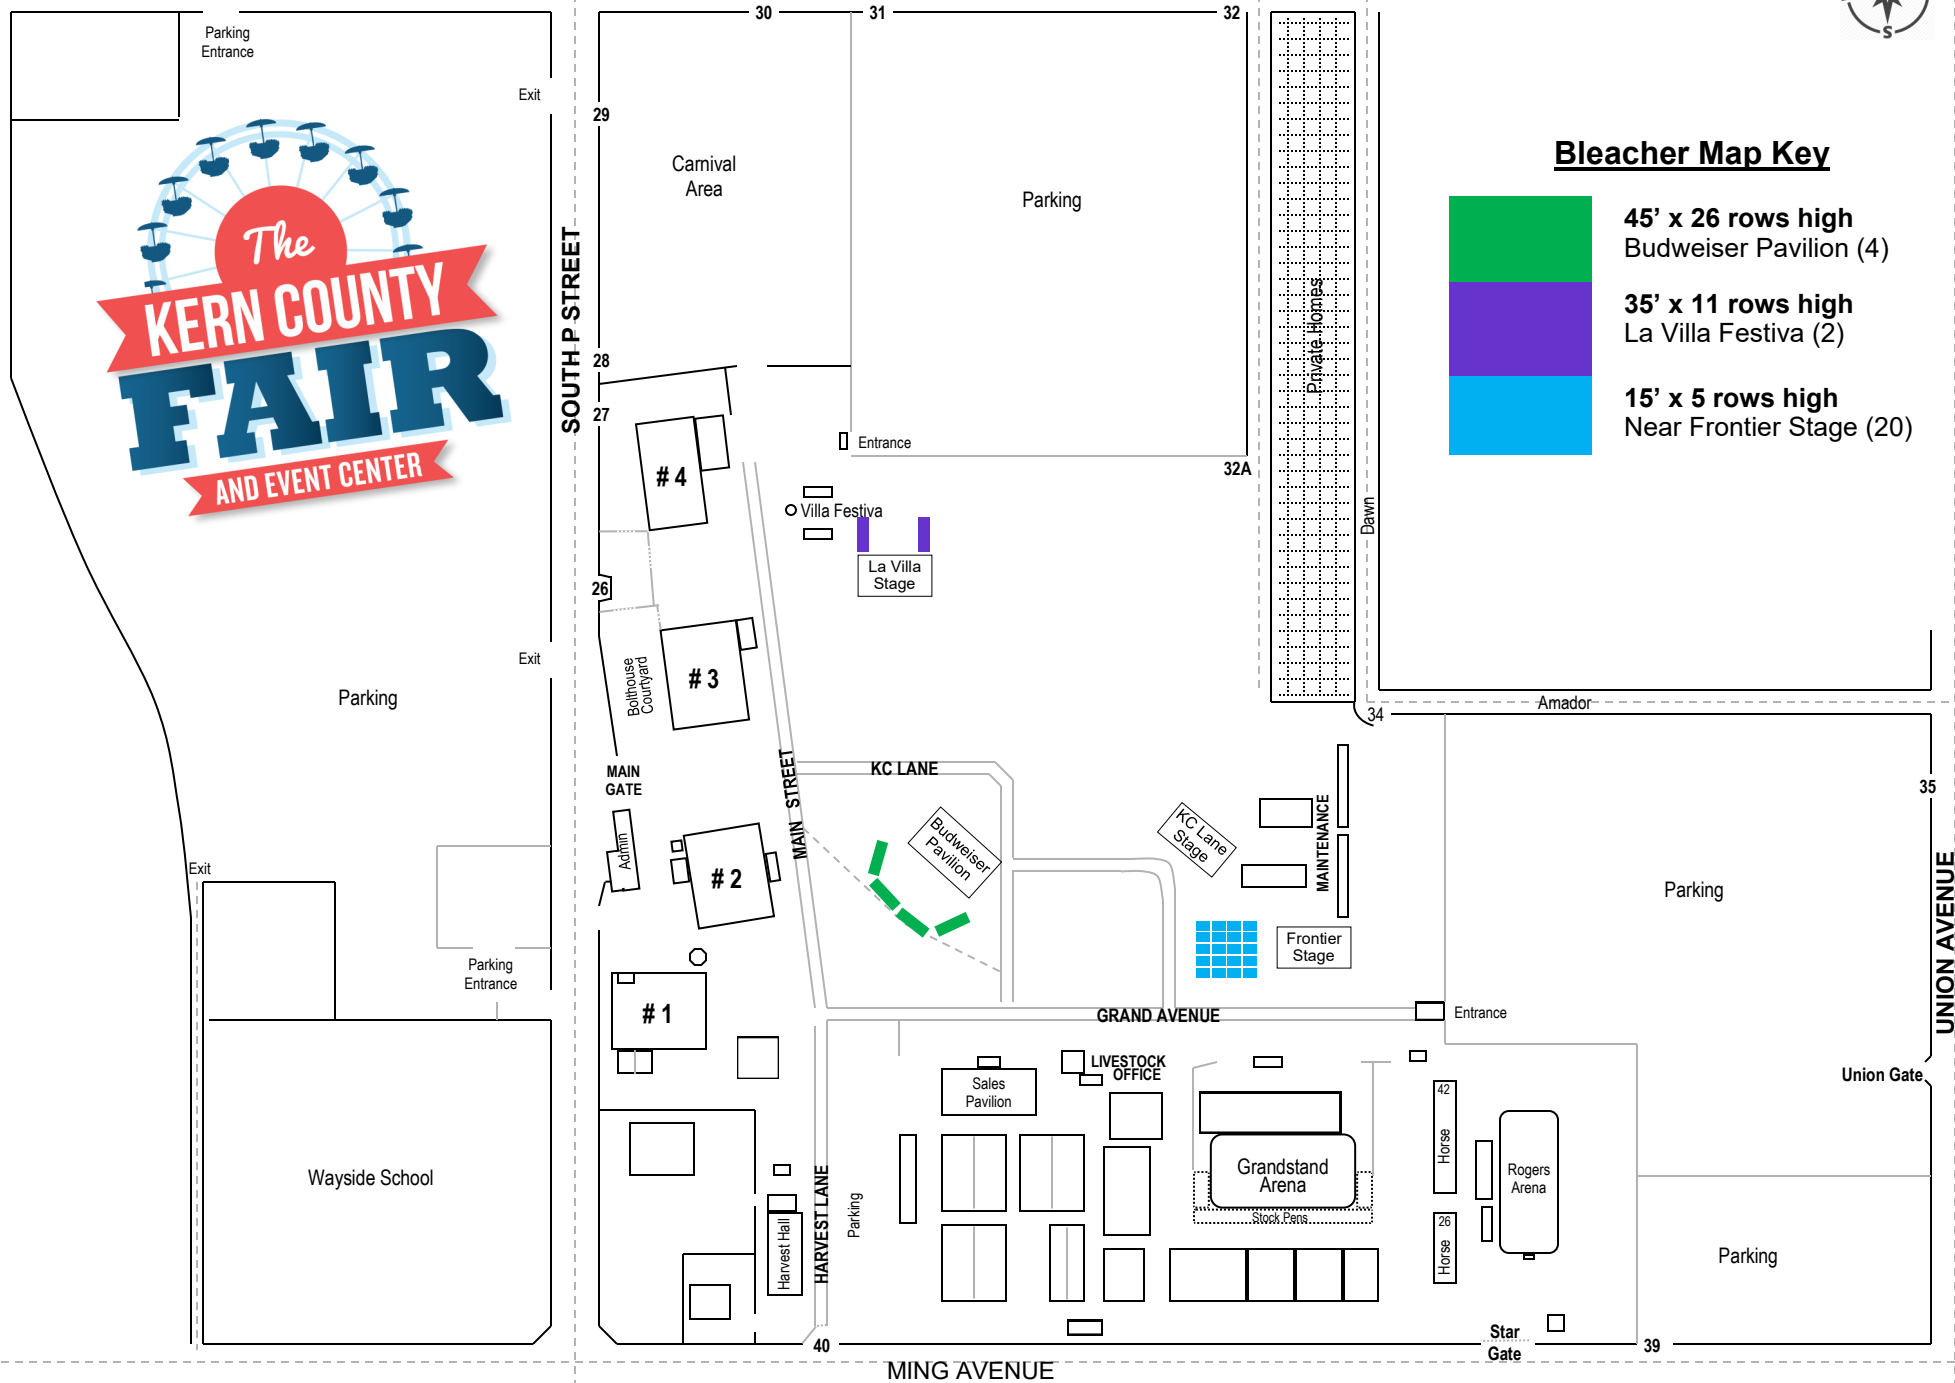 30
31
32
S
Parking
Entrance
Exit
29
Carnival
Area
Parking
Private Homes
Bleacher Map Key
45’ x 26 rows high
Budweiser Pavilion (4)
35’ x 11 rows high
La Villa Festiva (2)
15’ x 5 rows high
Near Frontier Stage (20)
The
KERN COUNTY
FAIR
AND EVENT CENTER
SOUTH P STREET
28
27
# 4
Entrance
32A
Villa Festiva
La Villa
Stage
Dawn
26
Bolthouse
Courtyard
# 3
Exit
Parking
Amador
34
MAIN
GATE
MAIN STREET
KC LANE
35
Admin
# 2
Budweiser
Pavilion
KC Lane
Stage
MAINTENANCE
Parking
UNION AVENUE
Exit
Frontier
Stage
Parking
Entrance
# 1
GRAND AVENUE
Entrance
Union Gate
LIVESTOCK
OFFICE
Sales
Pavilion
42
Horse
Wayside School
Grandstand
Arena
Stock Pens
Rogers
Arena
26
Horse
Harvest Hall
HARVEST LANE
Parking
Parking
40
Star
Gate
39
MING AVENUE